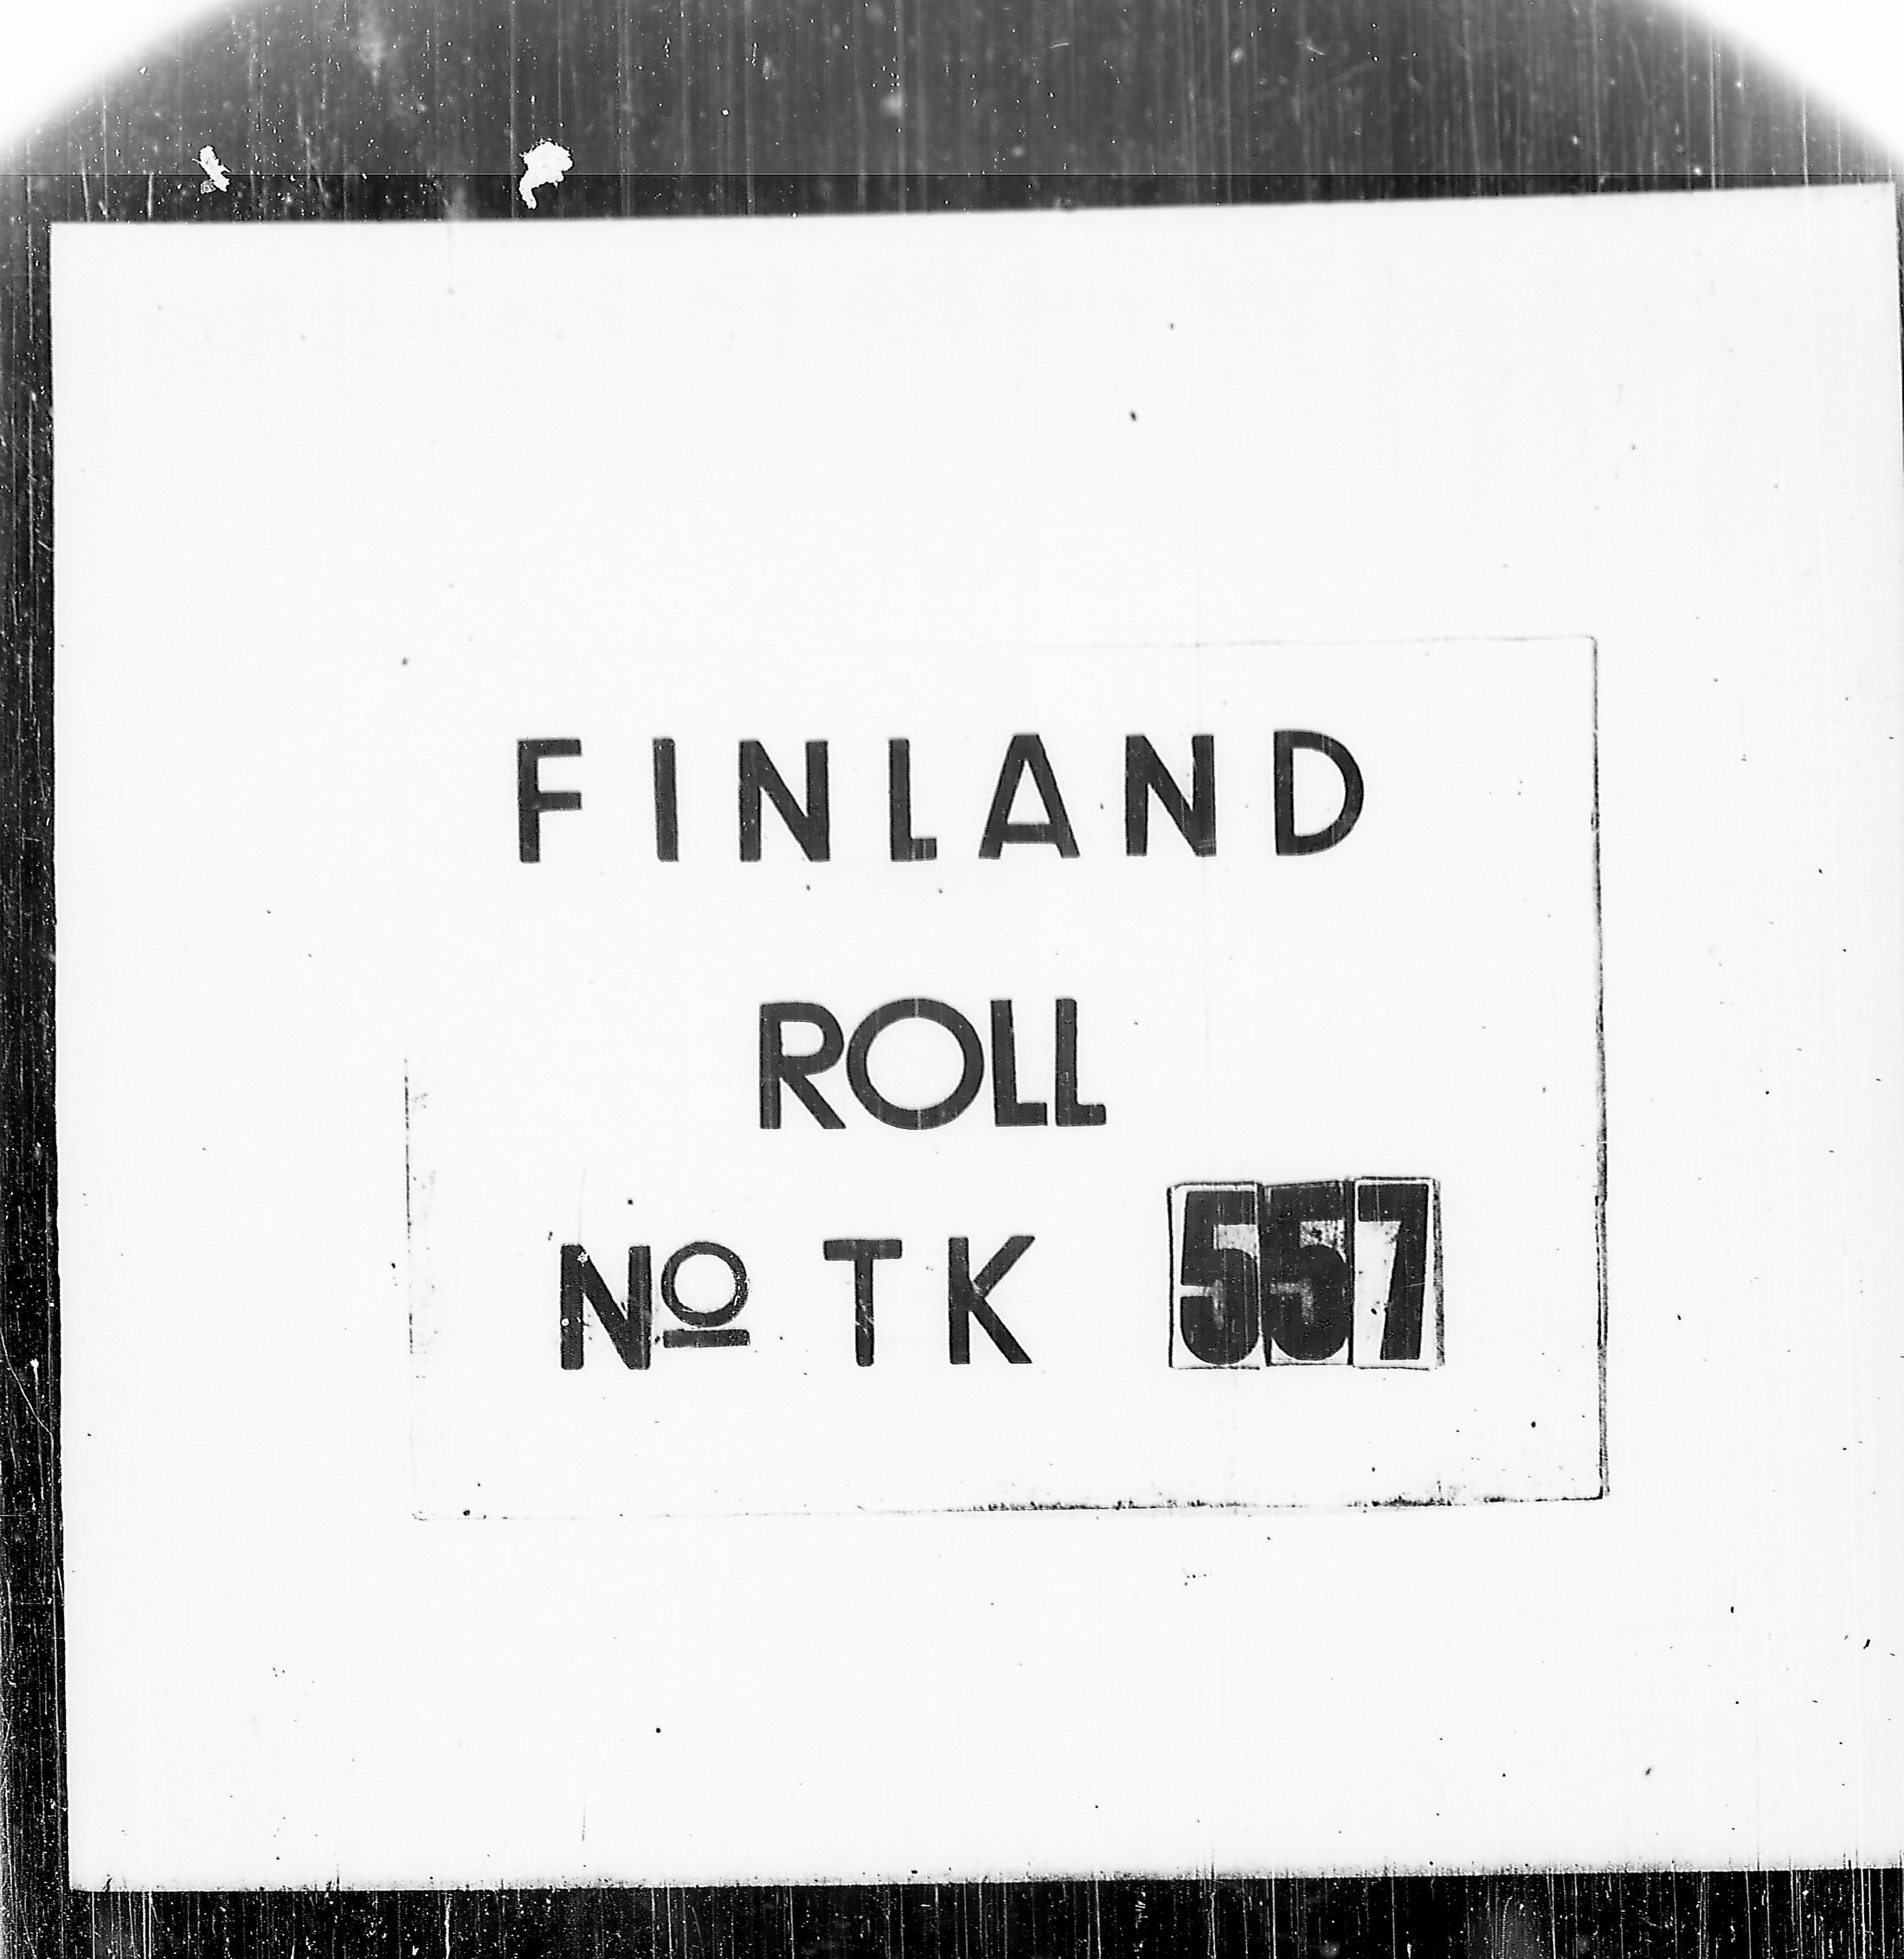 FINLAND
ROLL
Nº TK 557